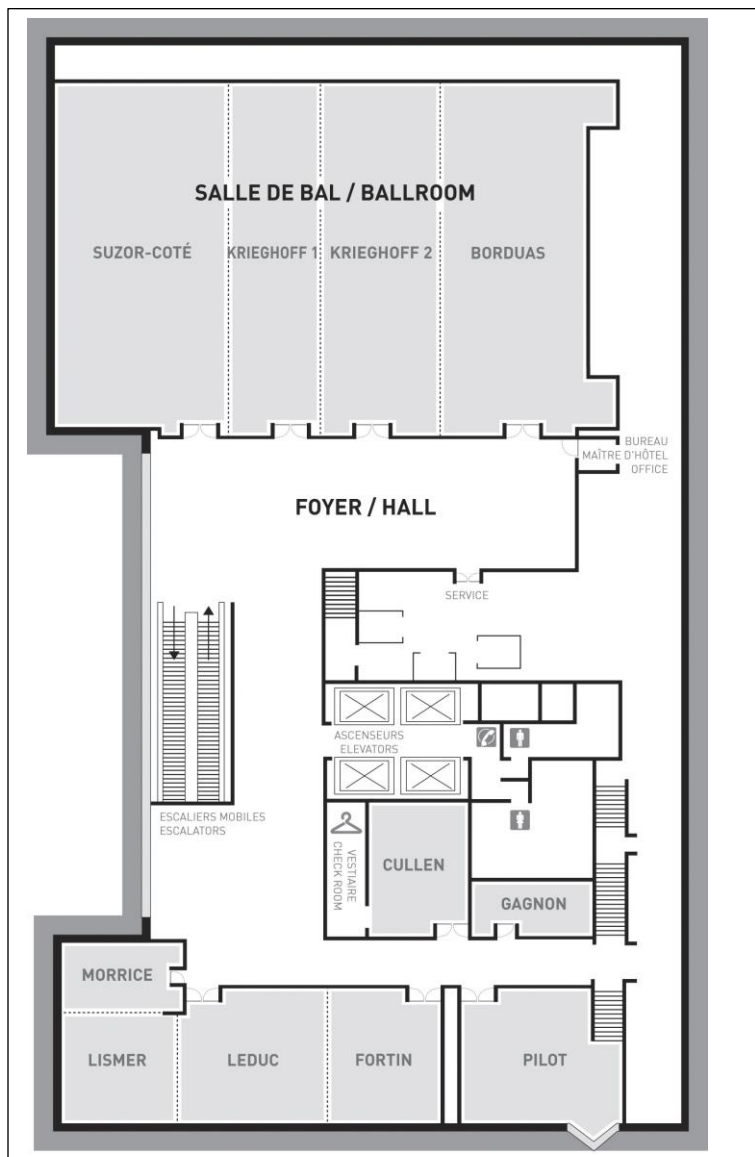 SALLE DE BAL / BALLROOM
SUZOR-COTÉ
KRIEGHOFF 1
KRIEGHOFF 2
BORDUAS
BUREAU
MAÎTRE D'HÔTEL
OFFICE
FOYER / HALL
SERVICE
ASCENSEURS
ELEVATORS
ESCALIERS MOBILES
ESCALATORS
VESTIAIRE
CHECK ROOM
CULLEN
GAGNON
MORRICE
LISMER
LEDUC
FORTIN
PILOT